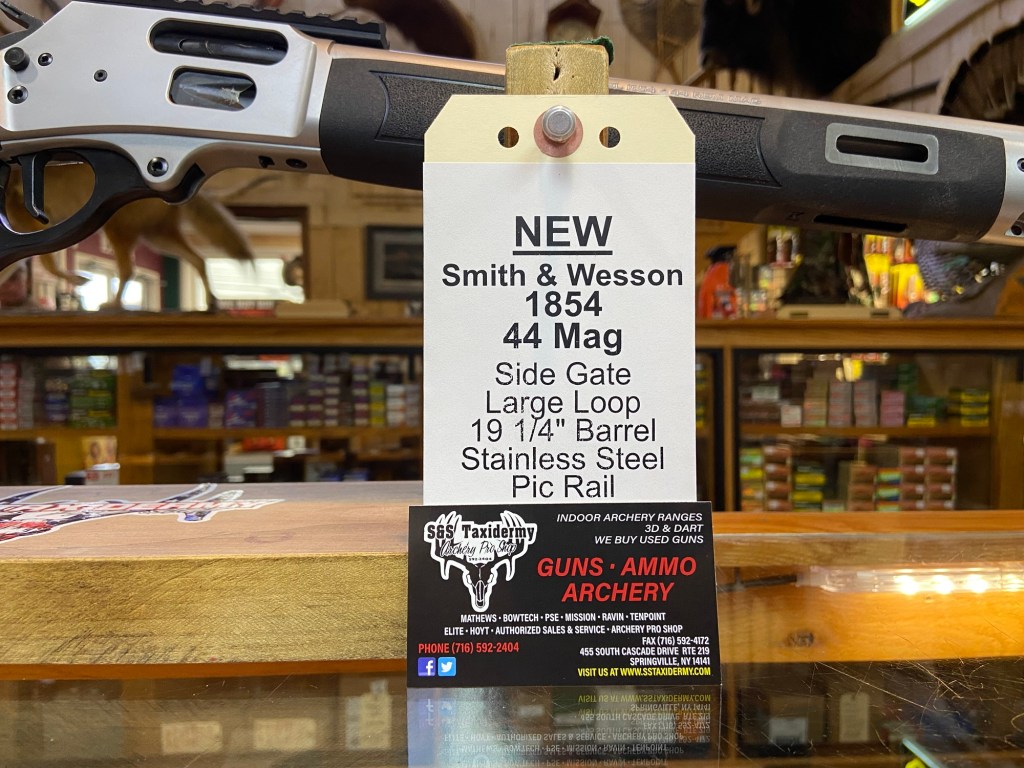 NEW
Smith & Wesson
1854
44 Mag
Side Gate
Large Loop
19 1/4" Barrel
Stainless Steel
Pic Rail
S&S Taxidermy
Archery Pro Shop
INDOOR ARCHERY RANGES
3D & DART
WE BUY USED GUNS
GUNS · AMMO
ARCHERY
MATHEWS · BOWTECH · PSE · MISSION · RAVIN · TENPOINT
ELITE · HOYT · AUTHORIZED SALES & SERVICE · ARCHERY PRO SHOP
PHONE (716) 592-2404
FAX (716) 592-4172
455 SOUTH CASCADE DRIVE RTE 219
SPRINGVILLE, NY 14141
VISIT US AT WWW.SSTAXIDERMY.COM